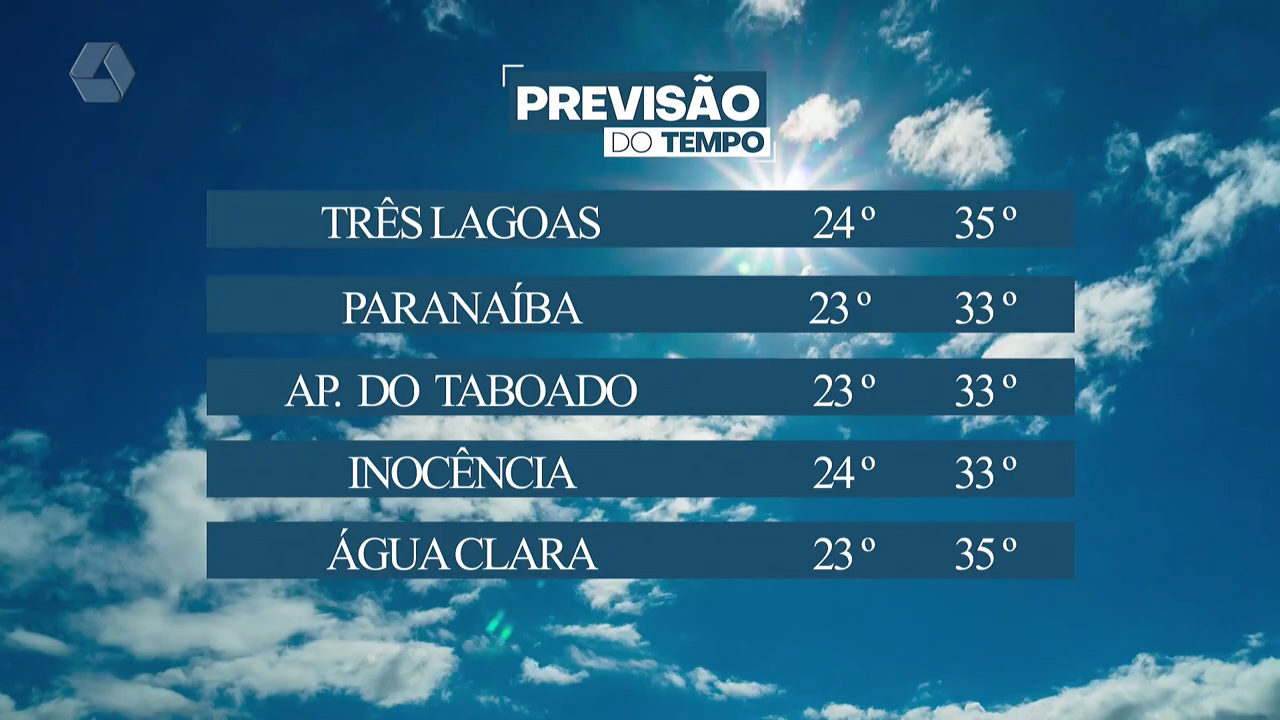 PREVISÃO
DO TEMPO
TRÊS LAGOAS 24º 35º
PARANAÍBA 23º 33º
AP. DO TABOADO 23º 33º
INOCÊNCIA 24º 33º
ÁGUA CLARA 23º 35º